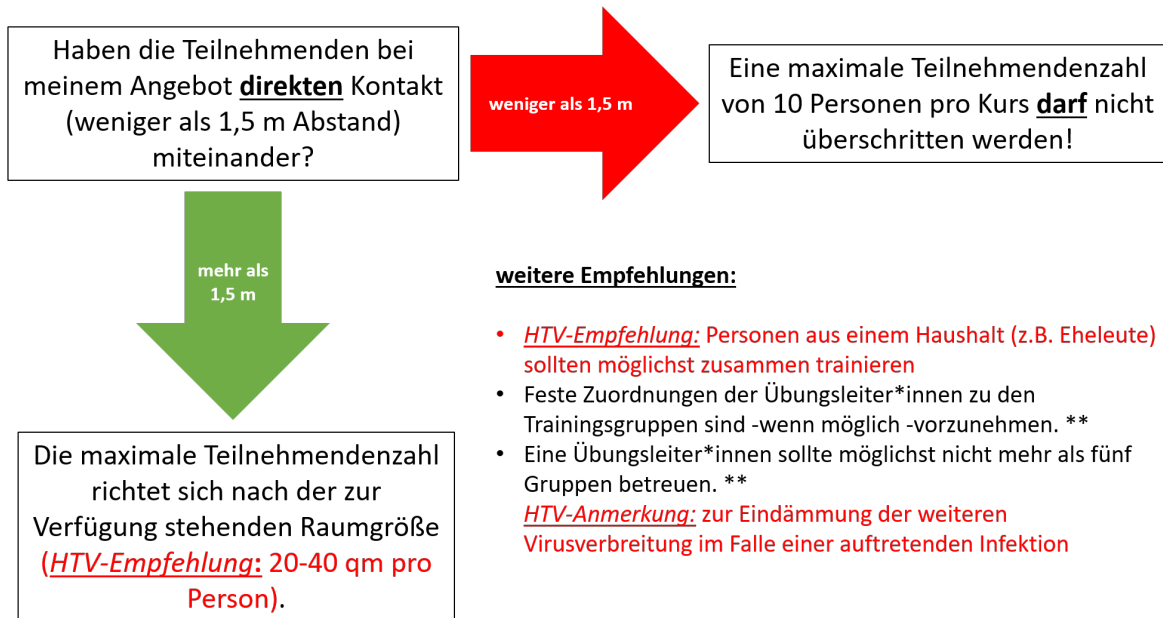 Haben die Teilnehmenden bei
meinem Angebot direkten Kontakt
(weniger als 1,5 m Abstand)
miteinander?
weniger als 1,5 m
Eine maximale Teilnehmendenzahl
von 10 Personen pro Kurs darf nicht
überschritten werden!
mehr als
1,5 m
Die maximale Teilnehmendenzahl
richtet sich nach der zur
Verfügung stehenden Raumgröße
(HTV-Empfehlung: 20-40 qm pro
Person).
weitere Empfehlungen:
• HTV-Empfehlung: Personen aus einem Haushalt (z.B. Eheleute)
sollten möglichst zusammen trainieren
• Feste Zuordnungen der Übungsleiter*innen zu den
Trainingsgruppen sind -wenn möglich -vorzunehmen. **
• Eine Übungsleiter*innen sollte möglichst nicht mehr als fünf
Gruppen betreuen. **
HTV-Anmerkung: zur Eindämmung der weiteren
Virusverbreitung im Falle einer auftretenden Infektion